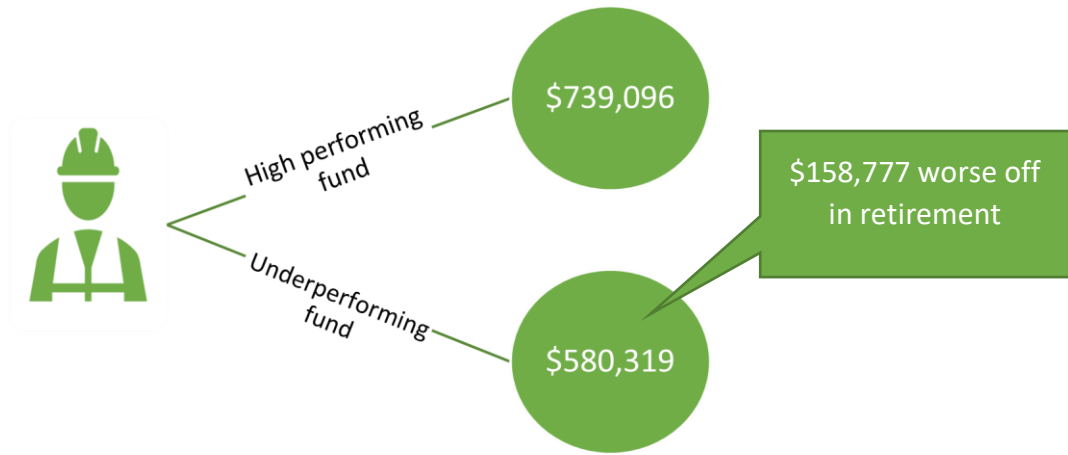 High performing
fund
$739,096
$158,777 worse off
in retirement
Underperforming
fund
$580,319